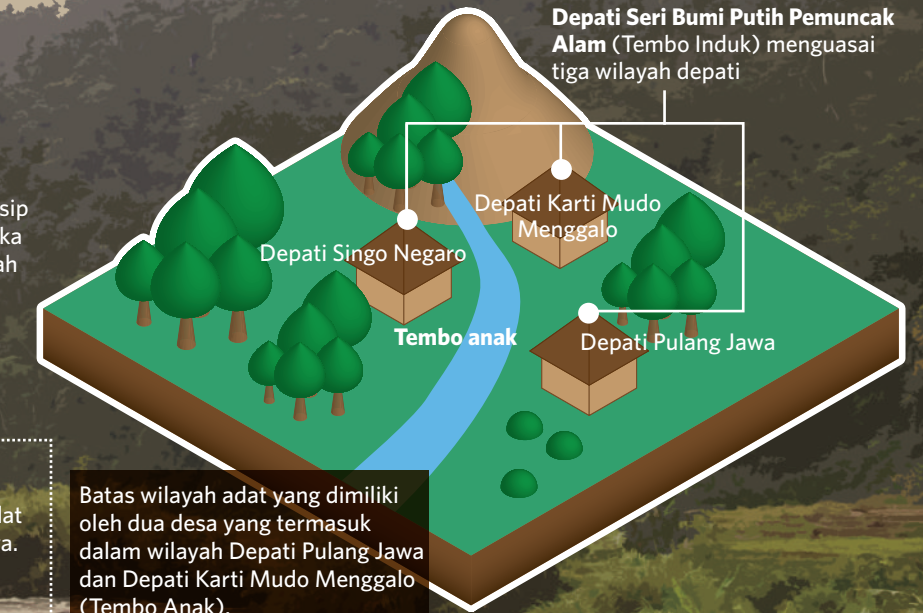 Depati Seri Bumi Putih Pemuncak
Alam (Tembo Induk) menguasai
tiga wilayah depati
Depati Karti Mudo
Menggalo
Depati Singo Negaro
Tembo anak
Depati Pulang Jawa
Batas wilayah adat yang dimiliki
oleh dua desa yang termasuk
dalam wilayah Depati Pulang Jawa
dan Depati Karti Mudo Menggalo
(Tembo Anak).